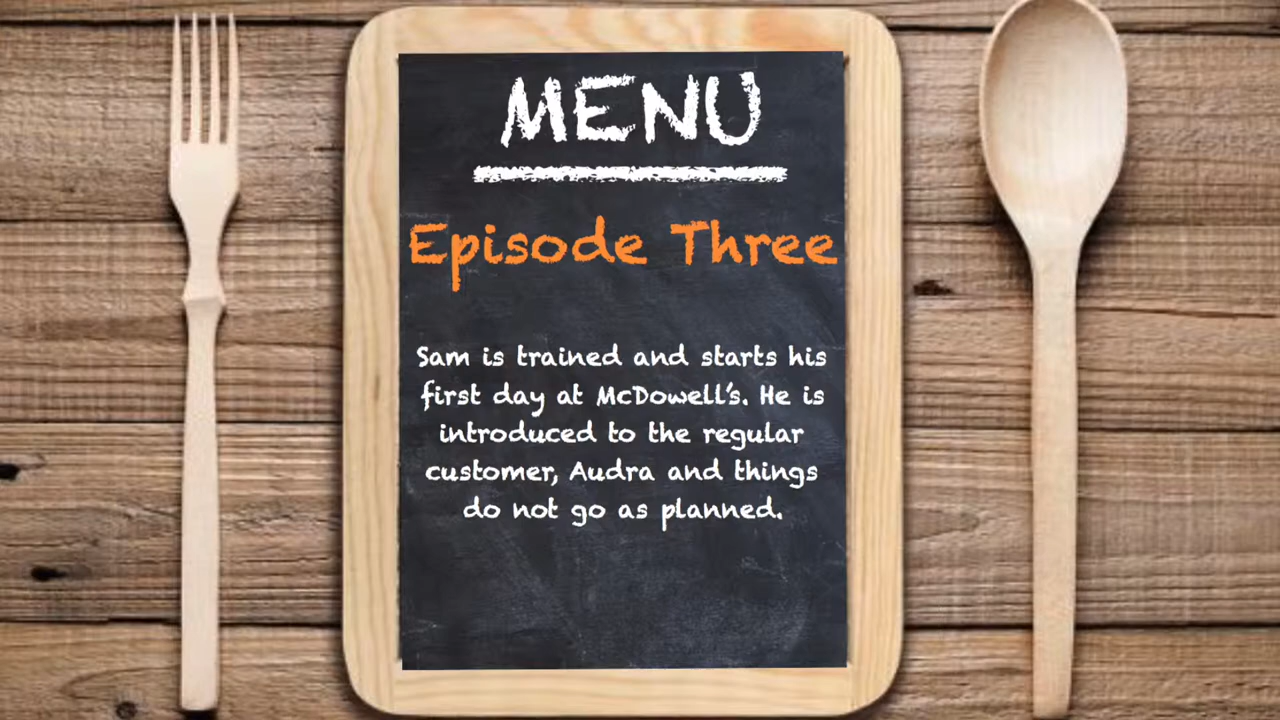 MENU
Episode Three
Sam is trained and starts his
first day at McDowell's. He is
introduced to the regular
customer, Audra and things
do not go as planned.